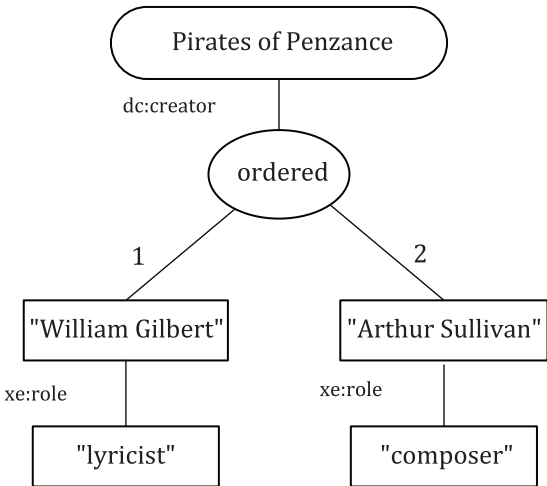 Pirates of Penzance
dc:creator
ordered
1
2
"William Gilbert"
"Arthur Sullivan"
xe:role
xe:role
"lyricist"
"composer"